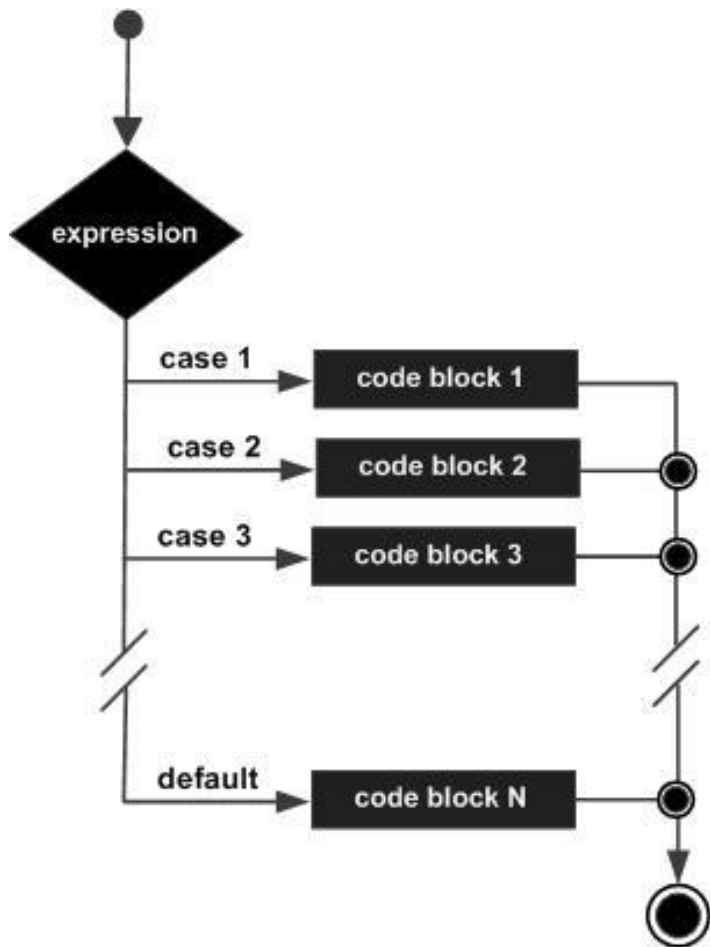 expression
case 1
code block 1
case 2
code block 2
case 3
code block 3
default
code block N